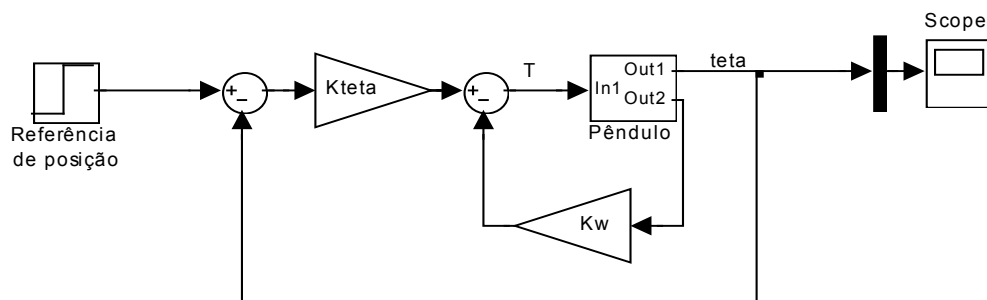 Scope
T
teta
Out1
In1
Out2
Kteta
+
−
+
−
Referência
de posição
Pêndulo
Kw